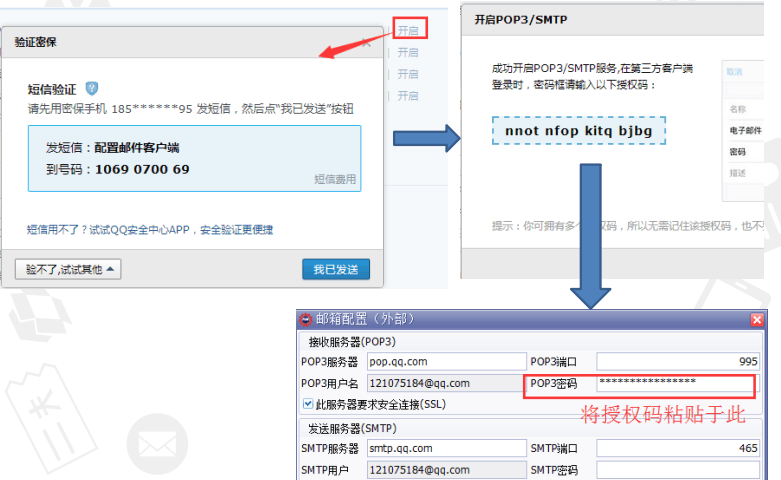 开启
开启
开启
开启
验证密保
短信验证
请先用密保手机 185******95 发短信，然后点"我已发送"按钮
发短信：配置邮件客户端
到号码：1069 0700 69
短信费用
短信用不了？试试QQ安全中心APP，安全验证更便捷
验不了,试试其他
我已发送
开启POP3/SMTP
成功开启POP3/SMTP服务,在第三方客户端
登录时，密码框请输入以下授权码：
nnot nfop kitq bjbg
取消
名称
电子邮件
密码
描述
提示：你可拥有多个 权码，所以无需记住该授权码，也不
邮箱配置（外部）
接收服务器(POP3)
POP3服务器 pop.qq.com POP3端口 995
POP3用户名 121075184@qq.com POP3密码 ****************
此服务器要求安全连接(SSL)
将授权码粘贴于此
发送服务器(SMTP)
SMTP服务器 smtp.qq.com SMTP端口 465
SMTP用户 121075184@qq.com SMTP密码